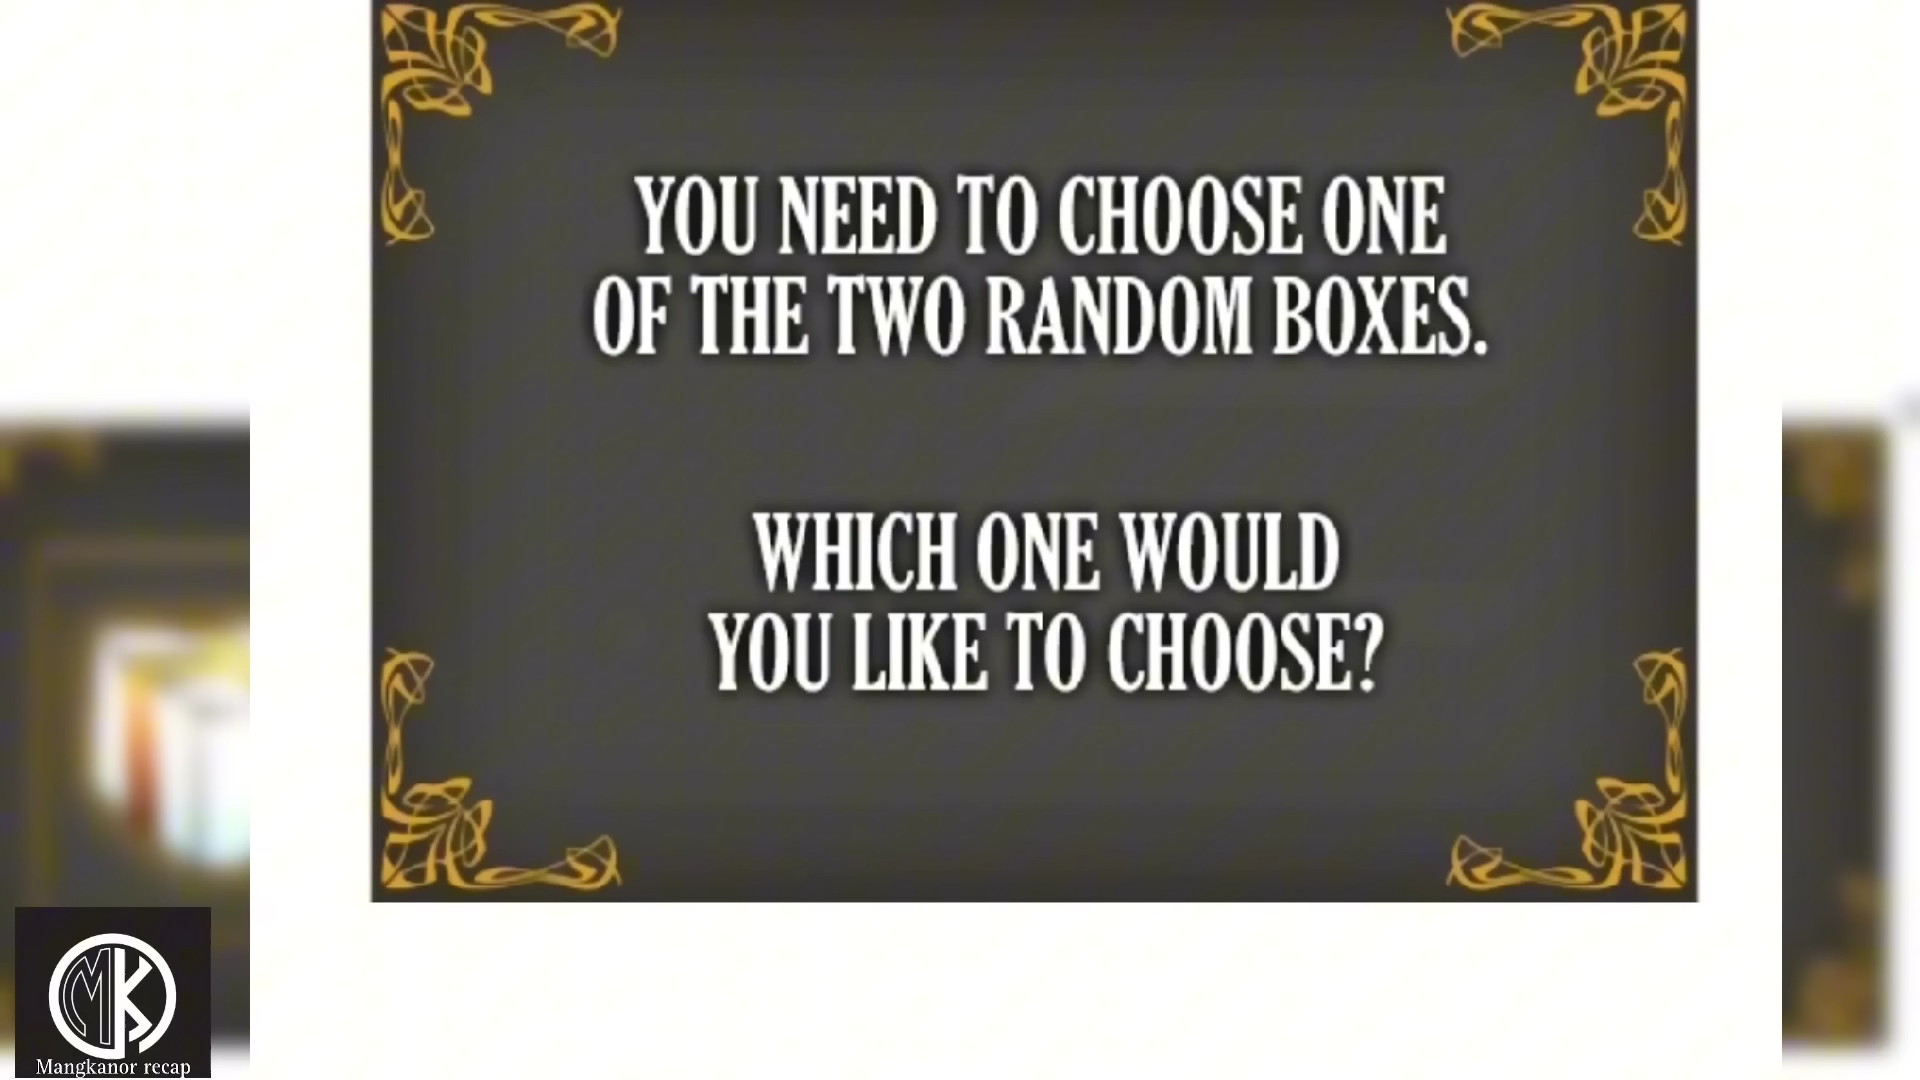 YOU NEED TO CHOOSE ONE
OF THE TWO RANDOM BOXES.
WHICH ONE WOULD
YOU LIKE TO CHOOSE?
MK
Mangkanor recap